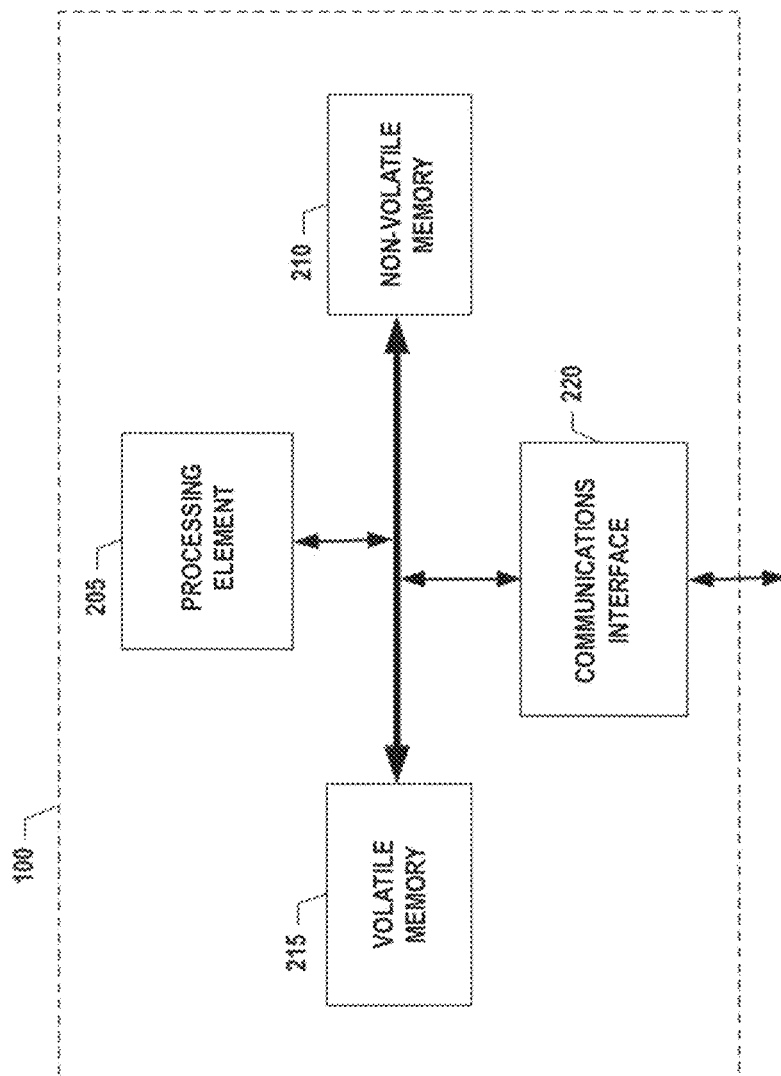 100
215
VOLATILE
MEMORY
205
PROCESSING
ELEMENT
210
NON-VOLATILE
MEMORY
220
COMMUNICATIONS
INTERFACE